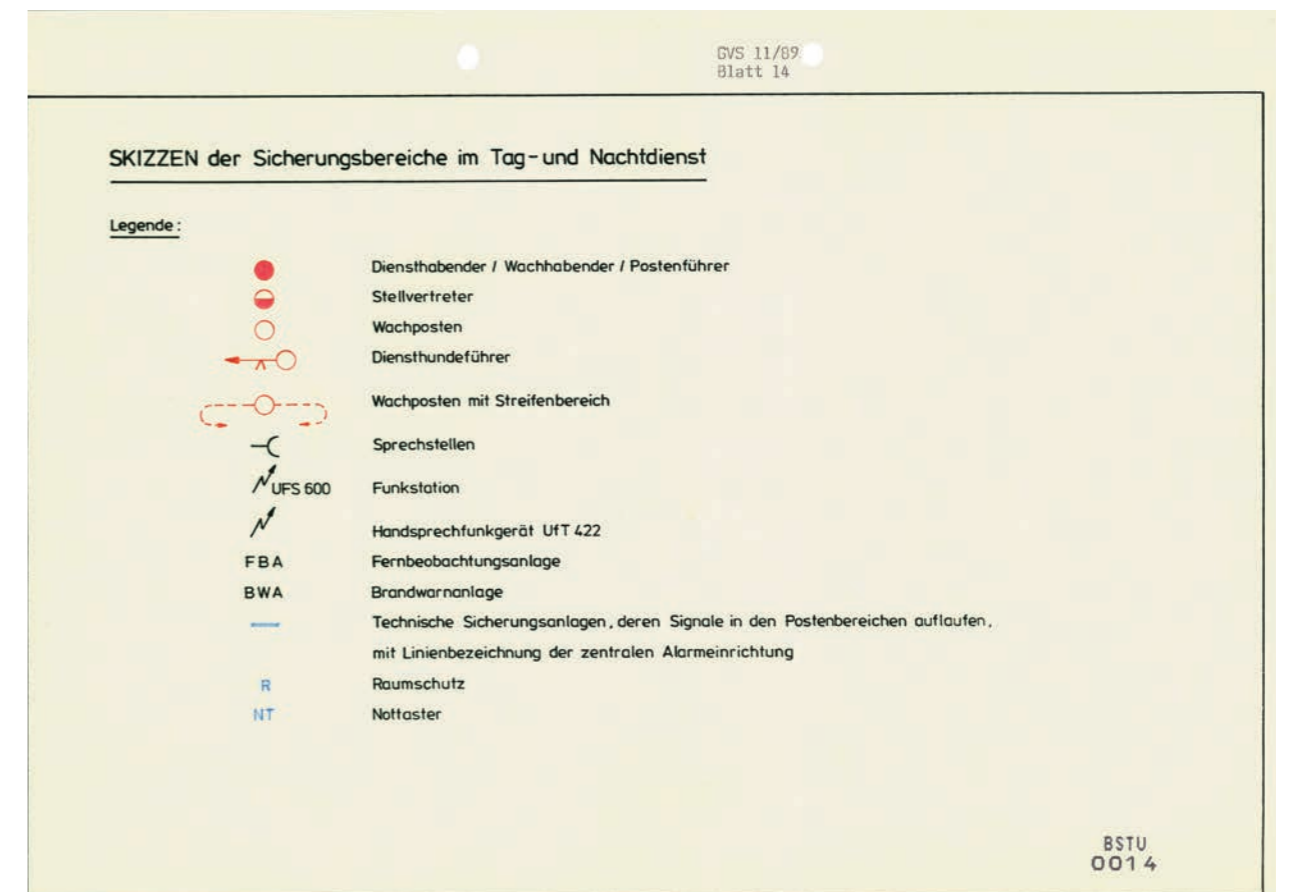 GVS 11/89
Blatt 14
SKIZZEN der Sicherungsbereiche im Tag- und Nachtdienst
Legende:
Diensthabender / Wachhabender / Postenführer
Stellvertreter
Wachposten
Diensthundeführer
Wachposten mit Streifenbereich
Sprechstellen
UFS 600 Funkstation
Handsprechfunkgerät UfT 422
FBA Fernbeobachtungsanlage
BWA Brandwarnanlage
Technische Sicherungsanlagen, deren Signale in den Postenbereichen auflaufen,
mit Linienbezeichnung der zentralen Alarmeinrichtung
R Raumschutz
NT Nottaster
BSTU
0014